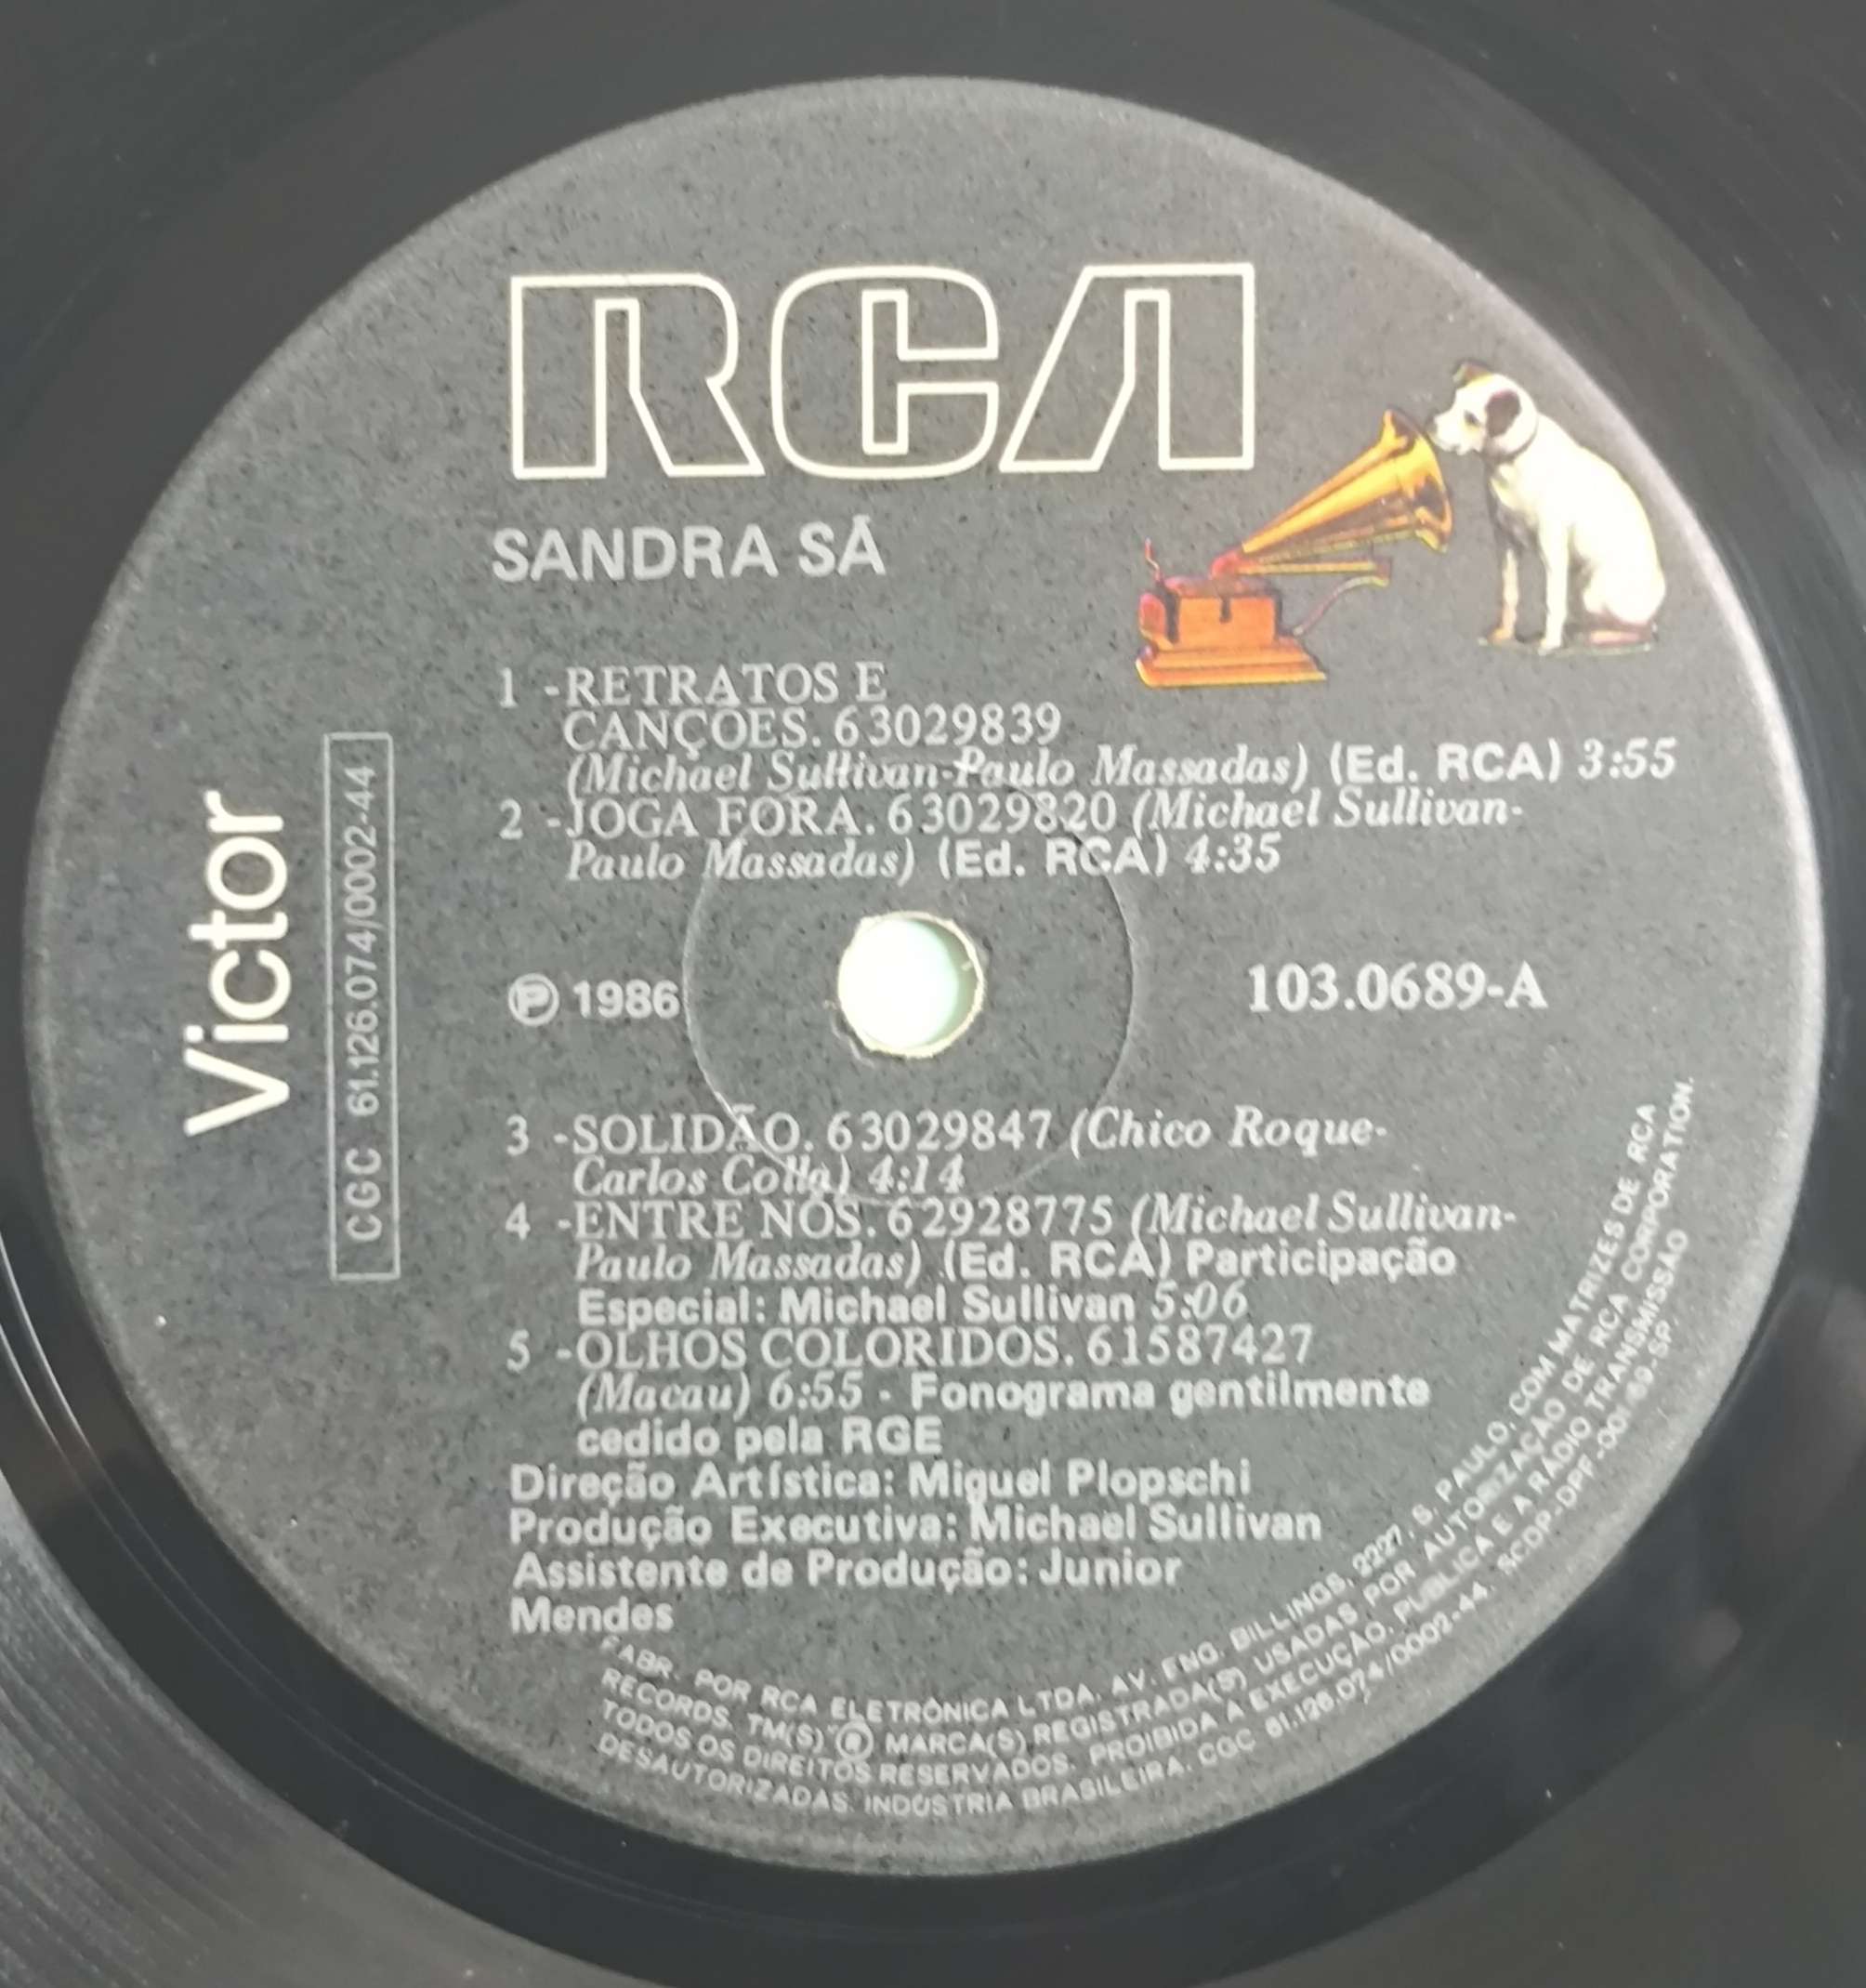 RCA
SANDRA SÁ
1 -RETRATOS E
CANÇÕES. 63029839
(Michael Sullivan-Paulo Massadas) (Ed. RCA) 3:55
2 -JOGA FORA. 63029820 (Michael Sullivan-
Paulo Massadas) (Ed. RCA) 4:35
Victor
CGC 61.126.074/0002-44
Ⓟ 1986
103.0689-A
3 -SOLIDÃO. 63029847 (Chico Roque-
Carlos Colla) 4:14
4 -ENTRE NÓS. 62928775 (Michael Sullivan-
Paulo Massadas) (Ed. RCA) Participação
Especial: Michael Sullivan 5:06
5 -OLHOS COLORIDOS. 61587427
(Macau) 6:55 - Fonograma gentilmente
cedido pela RGE
Direção Artística: Miguel Plopschi
Produção Executiva: Michael Sullivan
Assistente de Produção: Junior
Mendes
FABR. POR RCA ELETRÔNICA LTDA. AV. ENG. BILLINGS, 2227, S. PAULO, COM MATRIZES DE RCA
RECORDS. TM(S) ® MARCA(S) REGISTRADA(S) USADAS POR AUTORIZAÇÃO DE RCA CORPORATION.
TODOS OS DIREITOS RESERVADOS. PROIBIDA A EXECUÇÃO, PÚBLICA E A RÁDIO TRANSMISSÃO
DESAUTORIZADAS. INDÚSTRIA BRASILEIRA. CGC 61.126.074/0002-44. SCDP-DPF-001-69-SP